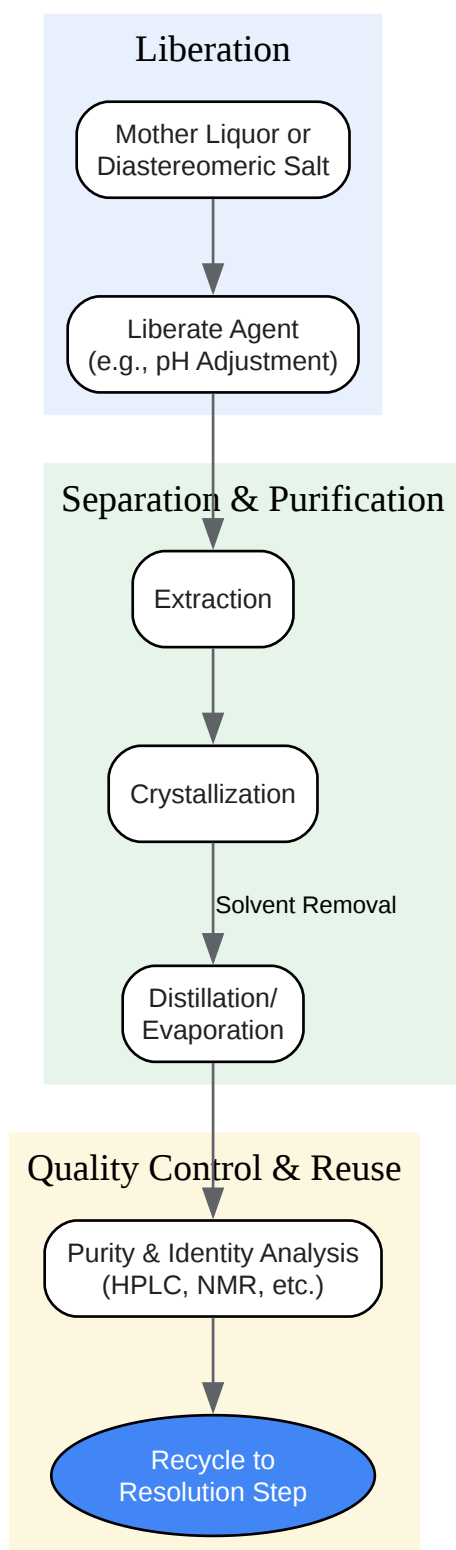 Liberation
Mother Liquor or
Diastereomeric Salt
Liberate Agent
(e.g., pH Adjustment)
Separation & Purification
Extraction
Crystallization
Solvent Removal
Distillation/
Evaporation
Quality Control & Reuse
Purity & Identity Analysis
(HPLC, NMR, etc.)
Recycle to
Resolution Step